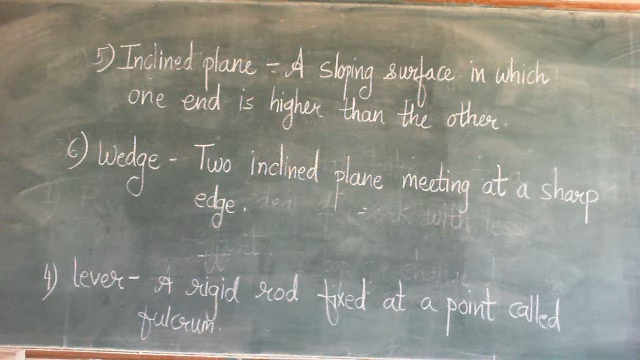 5) Inclined plane - A sloping surface in which
one end is higher than the other.
6) Wedge - Two inclined plane meeting at a sharp
edge.
4) Lever - A rigid rod fixed at a point called
fulcrum.